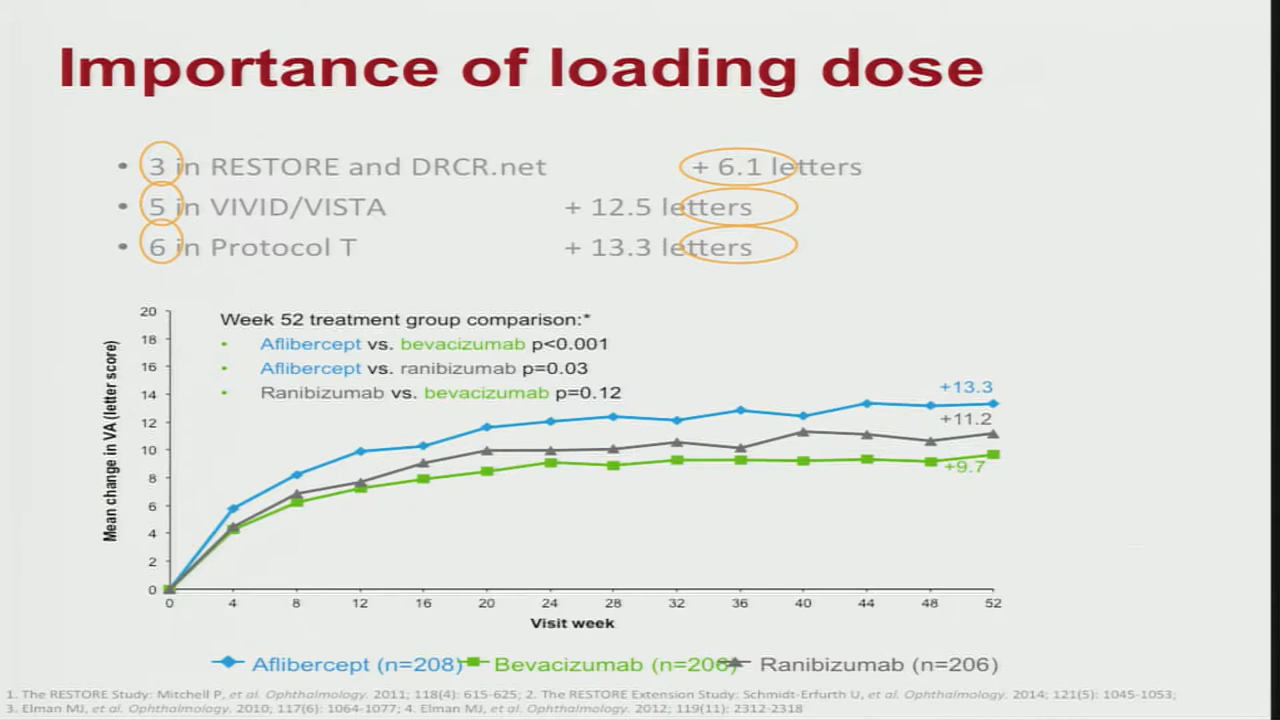 Importance of loading dose
• 3 in RESTORE and DRCR.net + 6.1 letters
• 5 in VIVID/VISTA + 12.5 letters
• 6 in Protocol T + 13.3 letters
Week 52 treatment group comparison:*
• Aflibercept vs. bevacizumab p<0.001
• Aflibercept vs. ranibizumab p=0.03
• Ranibizumab vs. bevacizumab p=0.12
Mean change in VA (letter score)
20
18
16
14
12
10
8
6
4
2
0
+13.3
+11.2
+9.7
0 4 8 12 16 20 24 28 32 36 40 44 48 52
Visit week
Aflibercept (n=208) Bevacizumab (n=206) Ranibizumab (n=206)
1. The RESTORE Study: Mitchell P, et al. Ophthalmology. 2011; 118(4): 615-625; 2. The RESTORE Extension Study: Schmidt-Erfurth U, et al. Ophthalmology. 2014; 121(5): 1045-1053;
3. Elman MJ, et al. Ophthalmology. 2010; 117(6): 1064-1077; 4. Elman MJ, et al. Ophthalmology. 2012; 119(11): 2312-2318